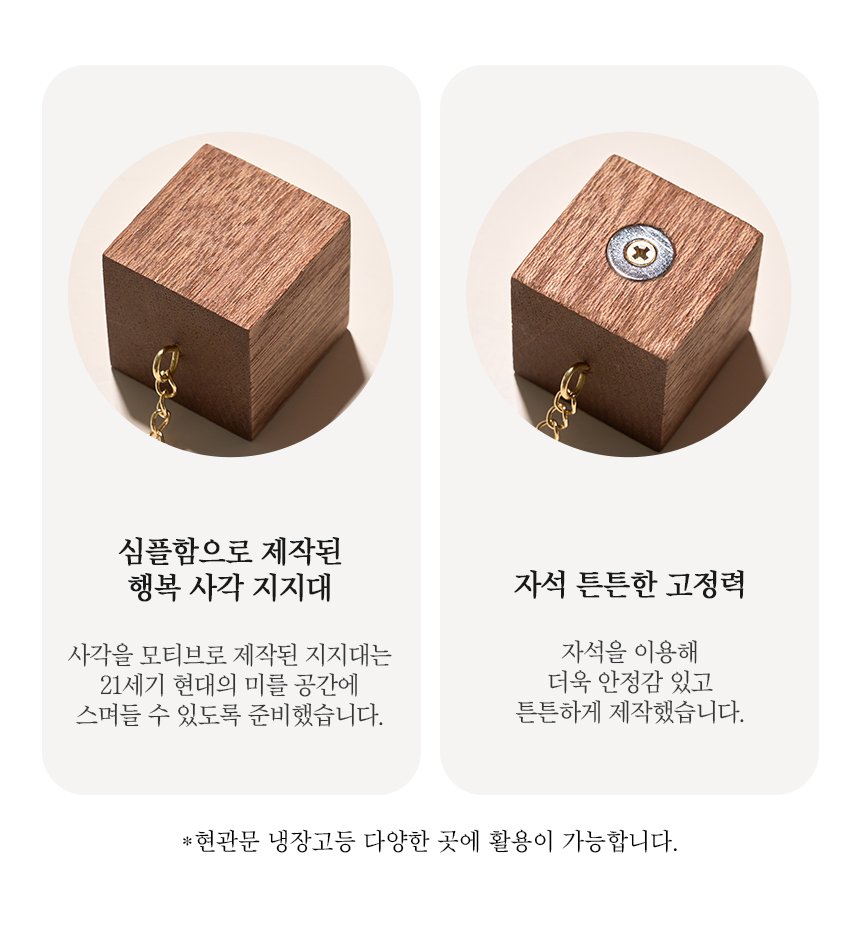 심플함으로 제작된
행복 사각 지지대
사각을 모티브로 제작된 지지대는
21세기 현대의 미를 공간에
스며들 수 있도록 준비했습니다.
자석 튼튼한 고정력
자석을 이용해
더욱 안정감 있고
튼튼하게 제작했습니다.
*현관문 냉장고등 다양한 곳에 활용이 가능합니다.